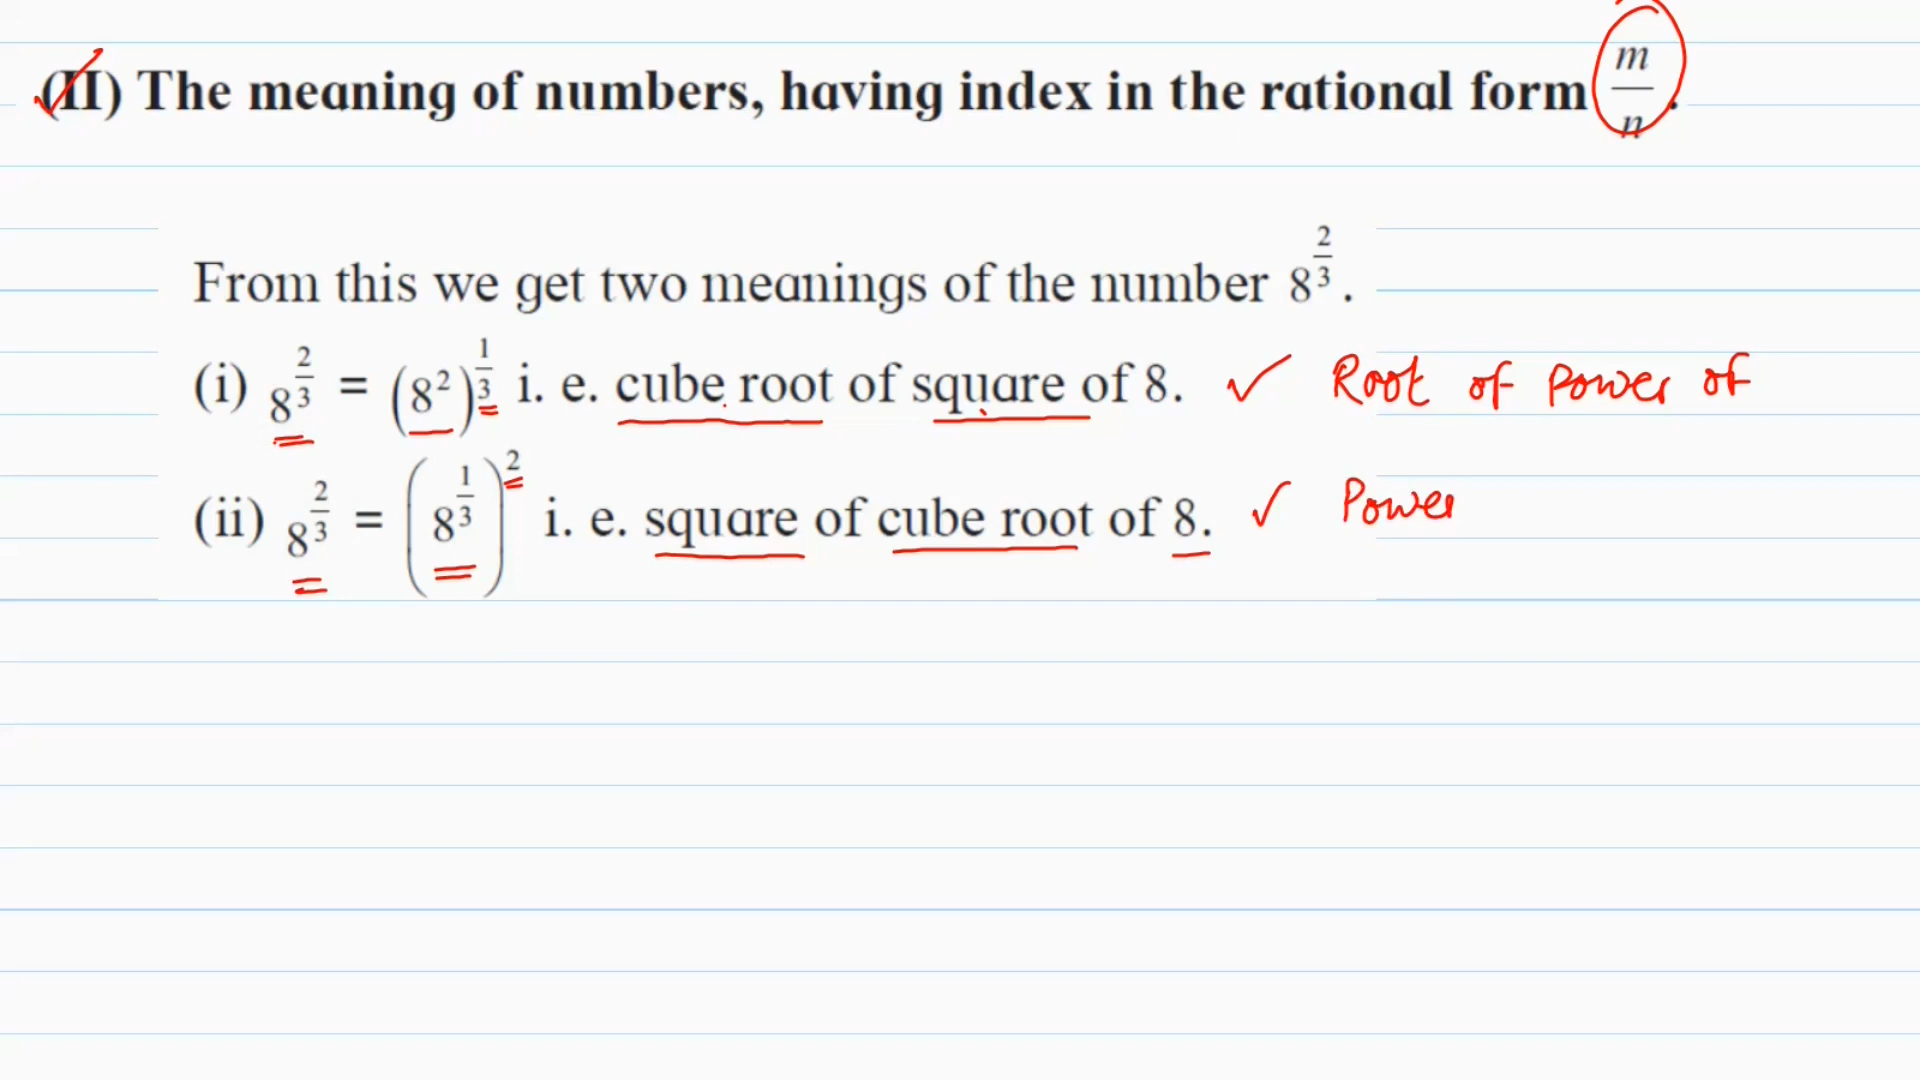 (II) The meaning of numbers, having index in the rational form m/n.
From this we get two meanings of the number 8^(2/3).
(i) 8^(2/3) = (8²)^(1/3) i. e. cube root of square of 8. ✓ Root of Power of
(ii) 8^(2/3) = (8^(1/3))² i. e. square of cube root of 8. ✓ Power